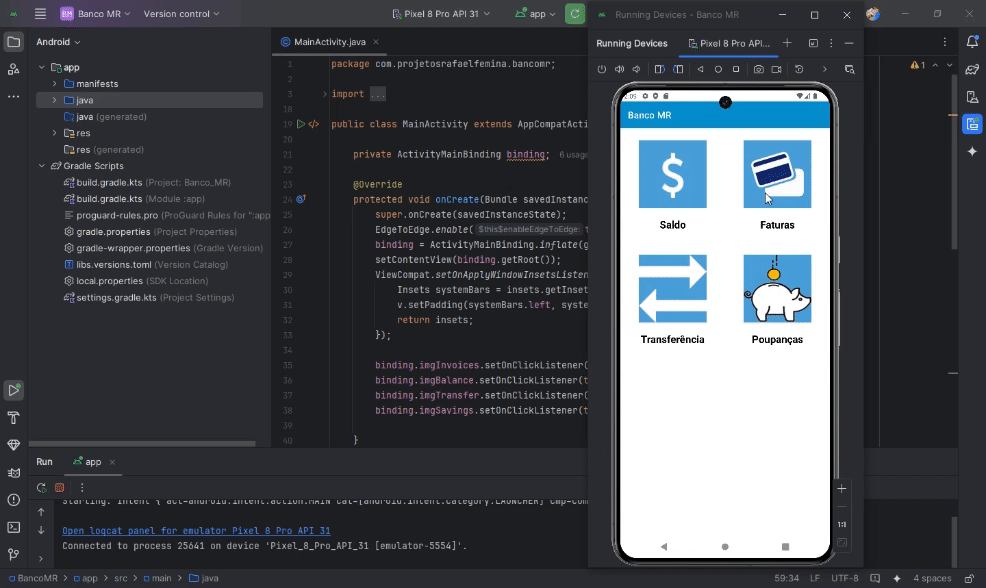 BM Banco MR Version control Pixel 8 Pro API 31 app
Running Devices - Banco MR
Android
MainActivity.java
Running Devices Pixel 8 Pro API...
app
manifests
java
java (generated)
res
res (generated)
Gradle Scripts
build.gradle.kts (Project: Banco_MR)
build.gradle.kts (Module :app)
proguard-rules.pro (ProGuard Rules for ":app
gradle.properties (Project Properties)
gradle-wrapper.properties (Gradle Version)
libs.versions.toml (Version Catalog)
local.properties (SDK Location)
settings.gradle.kts (Project Settings)
1 package com.projetosrafaelfemina.bancomr;
3 import ...
18
19 public class MainActivity extends AppCompatActi
20
21 private ActivityMainBinding binding; 6 usage
22
23 @Override
24 protected void onCreate(Bundle savedInstanc
25 super.onCreate(savedInstanceState);
26 EdgeToEdge.enable( $this$enableEdgeToEdge: t
27 binding = ActivityMainBinding.inflate(g
28 setContentView(binding.getRoot());
29 ViewCompat.setOnApplyWindowInsetsListen
30 Insets systemBars = insets.getInset
31 v.setPadding(systemBars.left, syste
32 return insets;
33 });
34
35 binding.imgInvoices.setOnClickListener(
36 binding.imgBalance.setOnClickListener(t
37 binding.imgTransfer.setOnClickListener(
38 binding.imgSavings.setOnClickListener(t
39
40 }
1
Banco MR
$
Saldo Faturas
Transferência Poupanças
1:1
Run app
Starting: Intent { act=android.intent.action.MAIN cat=[android.intent.category.LAUNCHER] cmp=com
Open logcat panel for emulator Pixel 8 Pro API 31
Connected to process 25641 on device 'Pixel_8_Pro_API_31 [emulator-5554]'.
BancoMR > app > src > main > java
59:34 LF UTF-8 4 spaces